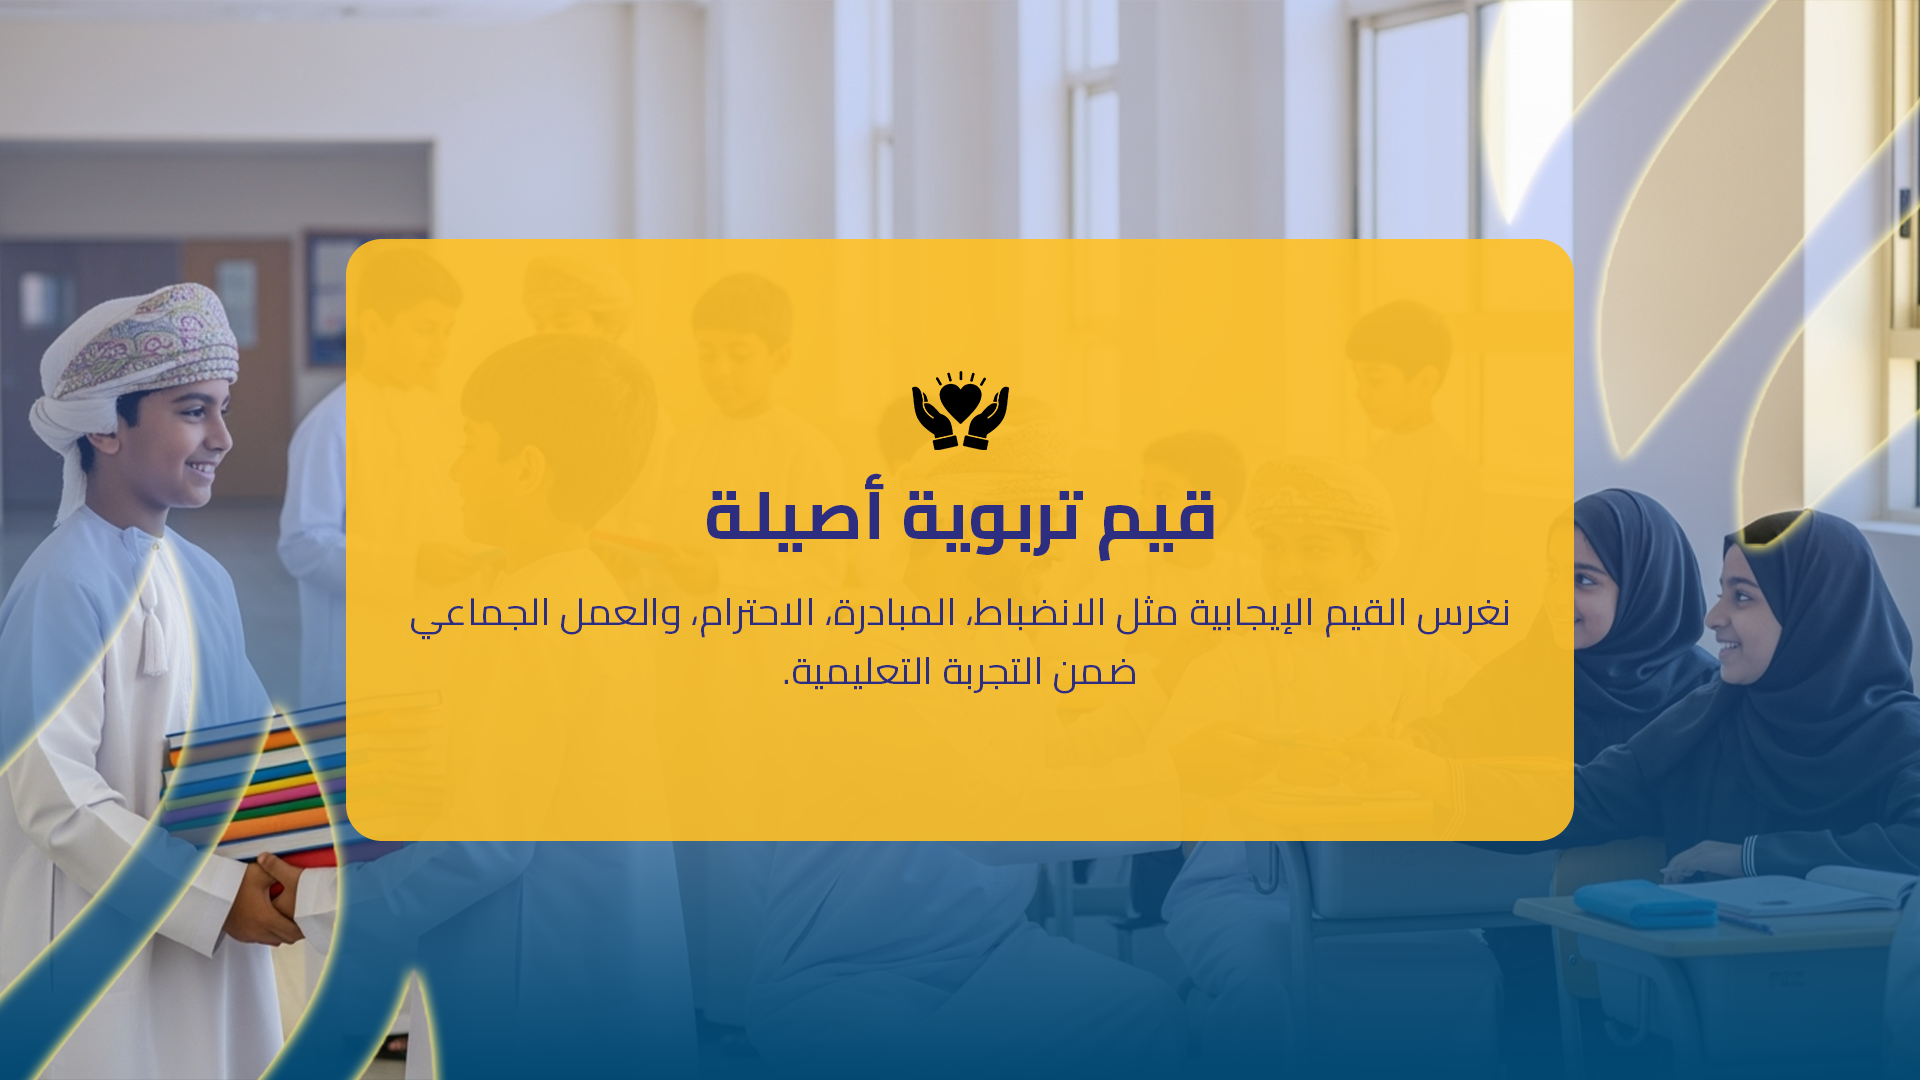 قيم تربوية أصيلة
نغرس القيم الإيجابية مثل الانضباط، المبادرة، الاحترام، والعمل الجماعي
ضمن التجربة التعليمية.